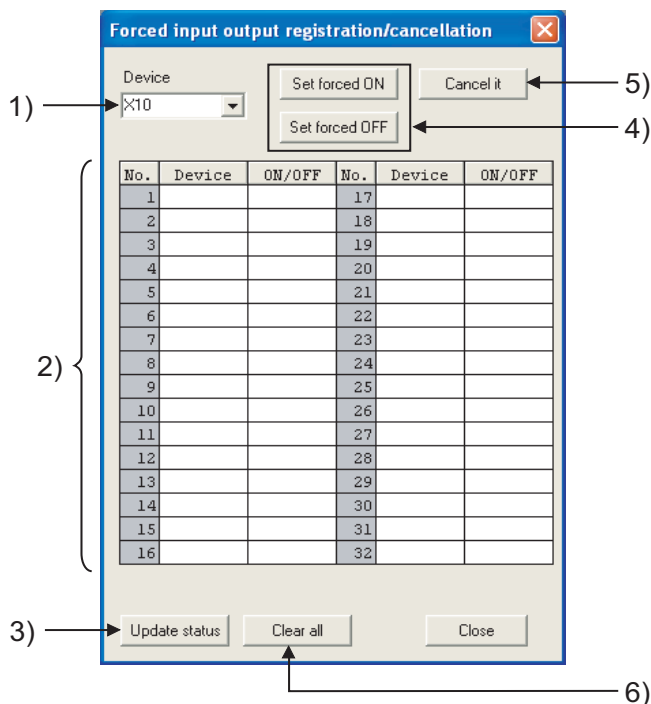 Forced input output registration/cancellation
Device
X10
Set forced ON
Cancel it
Set forced OFF
1)
5)
4)
No. Device ON/OFF No. Device ON/OFF
1 17
2 18
3 19
4 20
5 21
6 22
7 23
8 24
9 25
10 26
11 27
12 28
13 29
14 30
15 31
16 32
2)
3)
Update status
Clear all
Close
6)